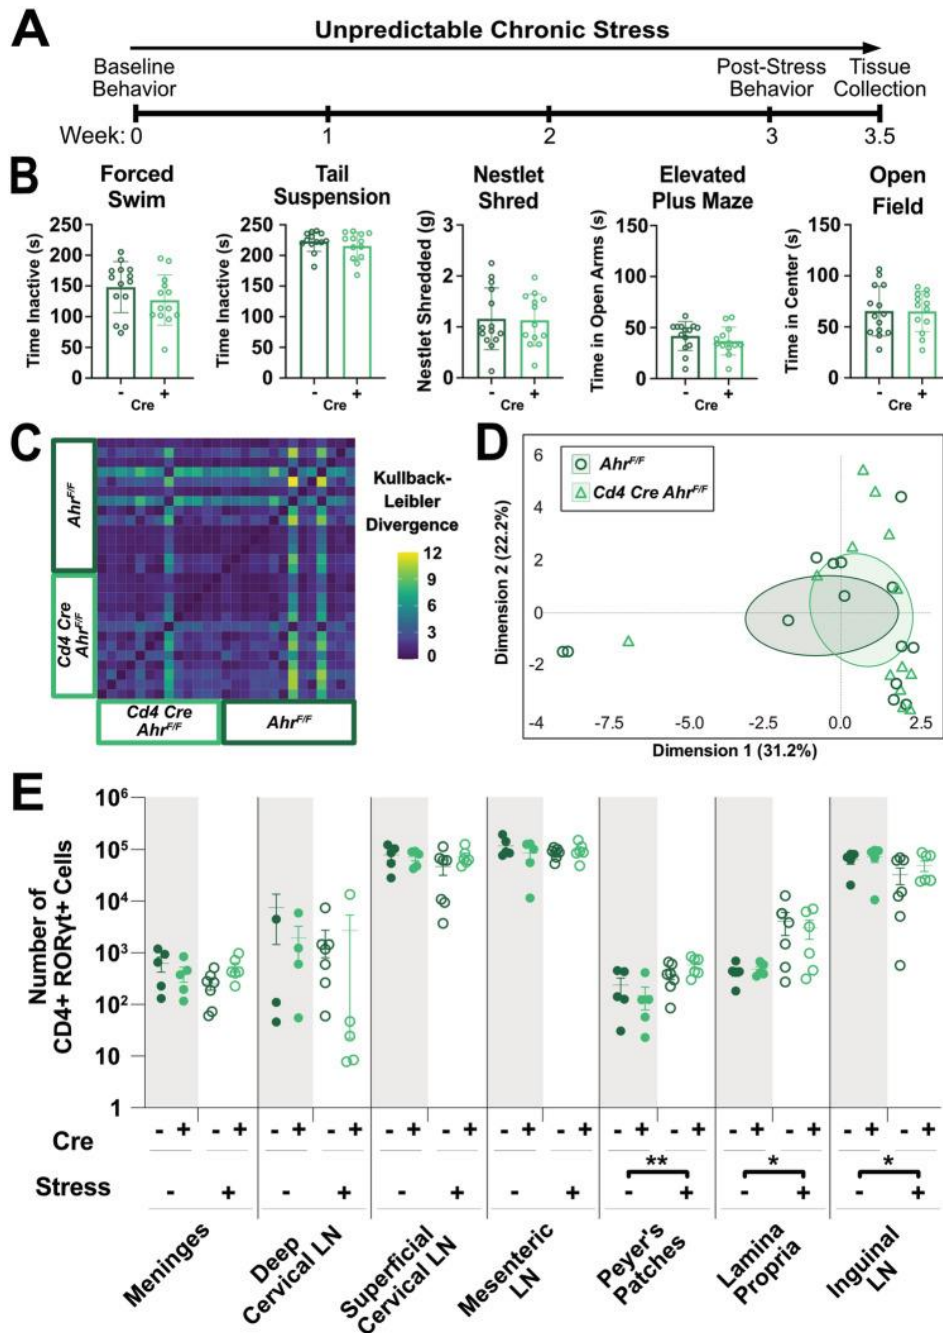 A
Unpredictable Chronic Stress
Baseline
Behavior
Post-Stress
Behavior
Tissue
Collection
Week: 0 1 2 3 3.5
B
Forced
Swim
Time Inactive (s)
250
200
150
100
50
0
- +
Cre
Tail
Suspension
Time Inactive (s)
250
200
150
100
50
0
- +
Cre
Nestlet
Shred
Nestlet Shredded (g)
3
2
1
0
- +
Cre
Elevated
Plus Maze
Time in Open Arms (s)
150
100
50
0
- +
Cre
Open
Field
Time in Center (s)
150
100
50
0
- +
Cre
C
Ahr^F/F
Cd4 Cre
Ahr^F/F
Cd4 Cre
Ahr^F/F
Ahr^F/F
Kullback-
Leibler
Divergence
12
9
6
3
0
D
Ahr^F/F
Cd4 Cre Ahr^F/F
Dimension 2 (22.2%)
6
4
2
0
-2
-4
-7.5 -5.0 -2.5 0.0 2.5
Dimension 1 (31.2%)
E
Number of
CD4+ RORγt+ Cells
10^6
10^5
10^4
10^3
10^2
10
1
Cre - + - + - + - + - + - + - + - + - + - + - + - + - + - +
** * *
Stress - + - + - + - + - + - + - +
Meninges
Deep
Cervical LN
Superficial
Cervical LN
Mesenteric
LN
Peyer's
Patches
Lamina
Propria
Inguinal
LN